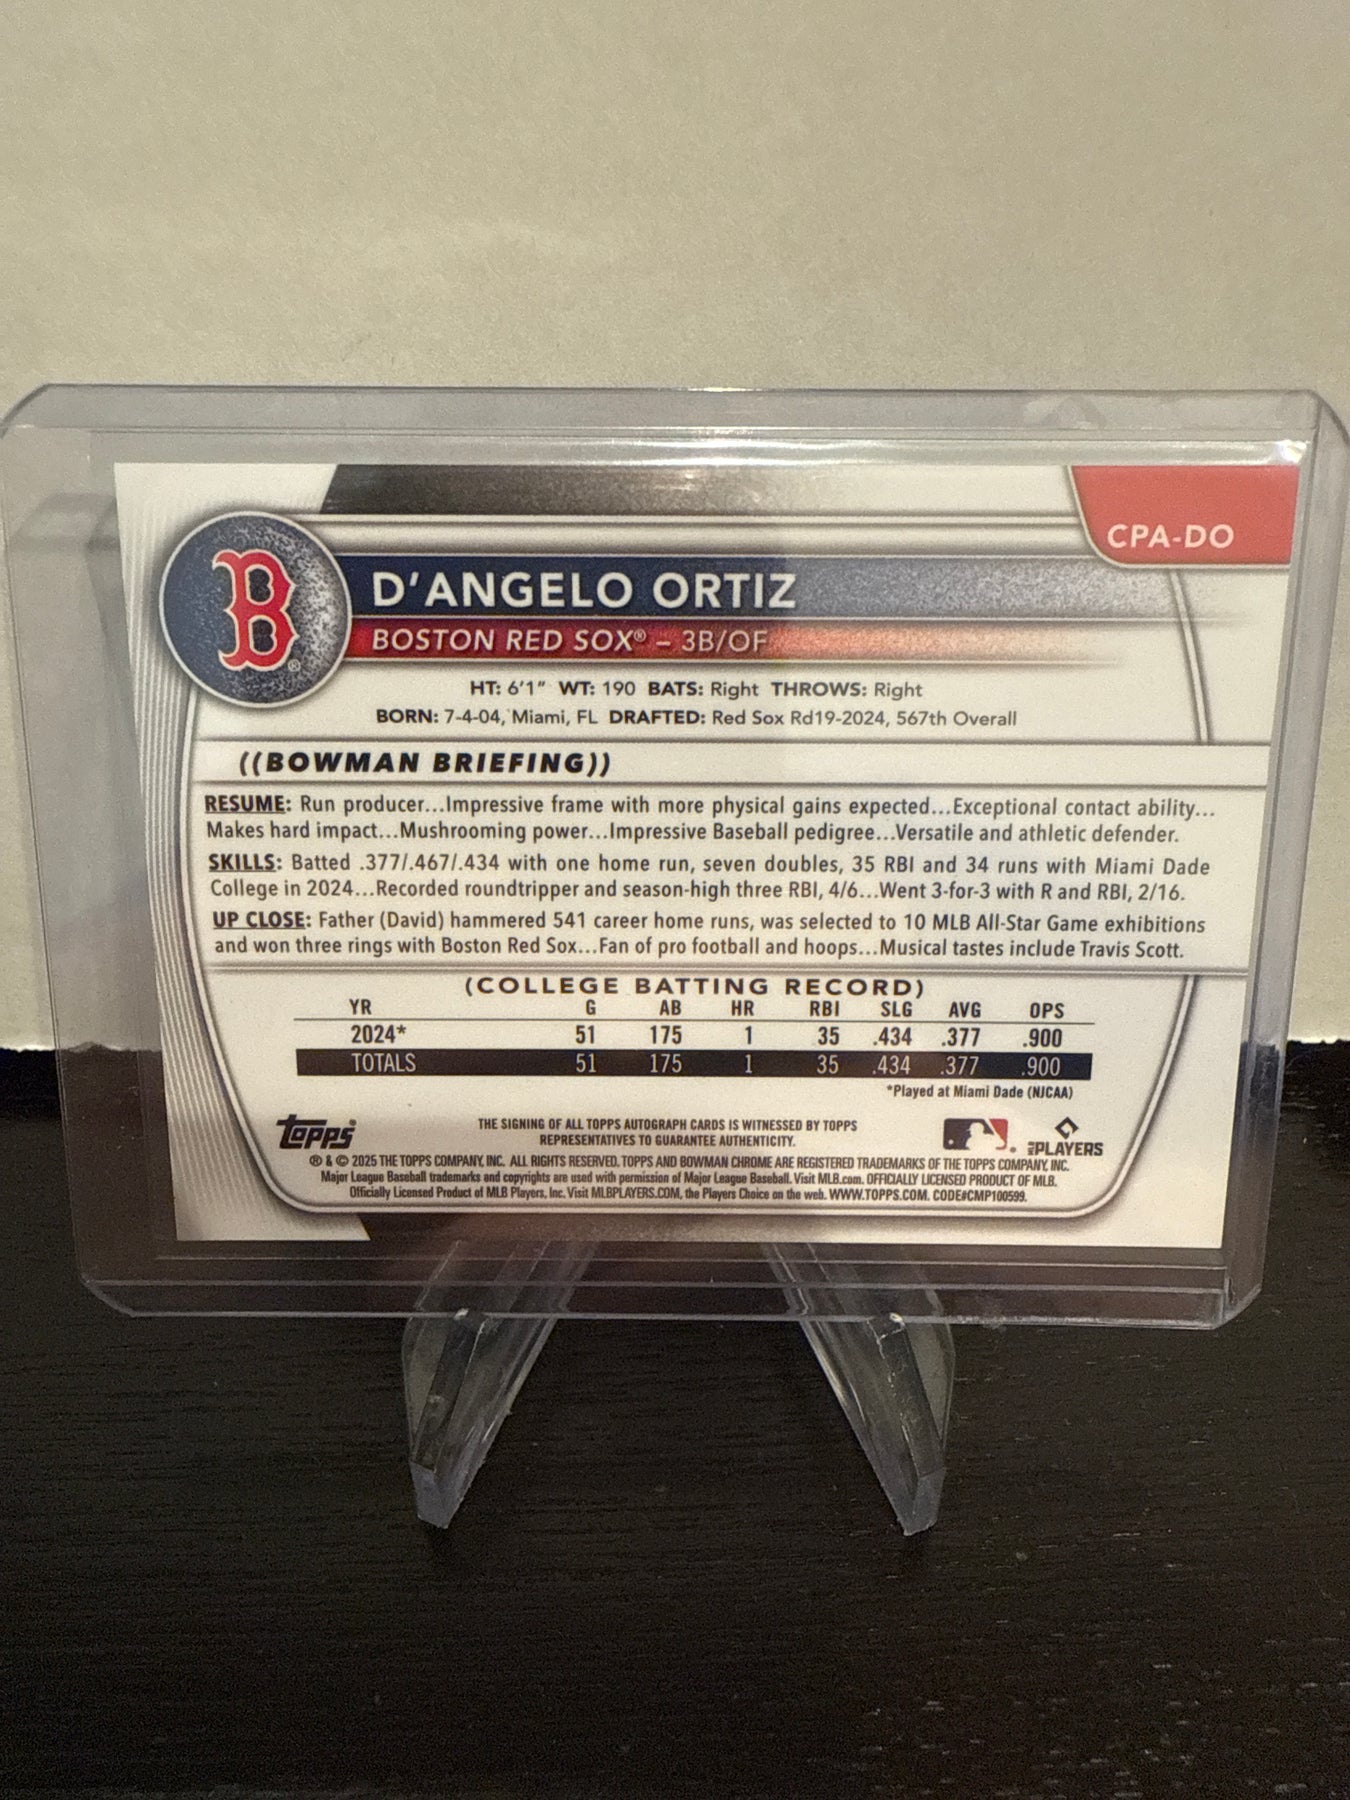 CPA-DO
B®
D'ANGELO ORTIZ
BOSTON RED SOX® – 3B/OF
HT: 6'1" WT: 190 BATS: Right THROWS: Right
BORN: 7-4-04, Miami, FL DRAFTED: Red Sox Rd19-2024, 567th Overall
((BOWMAN BRIEFING))
RESUME: Run producer...Impressive frame with more physical gains expected...Exceptional contact ability...
Makes hard impact...Mushrooming power...Impressive Baseball pedigree...Versatile and athletic defender.
SKILLS: Batted .377/.467/.434 with one home run, seven doubles, 35 RBI and 34 runs with Miami Dade
College in 2024...Recorded roundtripper and season-high three RBI, 4/6...Went 3-for-3 with R and RBI, 2/16.
UP CLOSE: Father (David) hammered 541 career home runs, was selected to 10 MLB All-Star Game exhibitions
and won three rings with Boston Red Sox...Fan of pro football and hoops...Musical tastes include Travis Scott.
(COLLEGE BATTING RECORD)
YR G AB HR RBI SLG AVG OPS
2024* 51 175 1 35 .434 .377 .900
TOTALS 51 175 1 35 .434 .377 .900
*Played at Miami Dade (NJCAA)
Topps
THE SIGNING OF ALL TOPPS AUTOGRAPH CARDS IS WITNESSED BY TOPPS
REPRESENTATIVES TO GUARANTEE AUTHENTICITY.
MLB PLAYERS
® & © 2025 THE TOPPS COMPANY, INC. ALL RIGHTS RESERVED. TOPPS AND BOWMAN CHROME ARE REGISTERED TRADEMARKS OF THE TOPPS COMPANY, INC.
Major League Baseball trademarks and copyrights are used with permission of Major League Baseball. Visit MLB.com. OFFICIALLY LICENSED PRODUCT OF MLB.
Officially Licensed Product of MLB Players, Inc. Visit MLBPLAYERS.COM, the Players Choice on the web. WWW.TOPPS.COM. CODE#CMP100599.